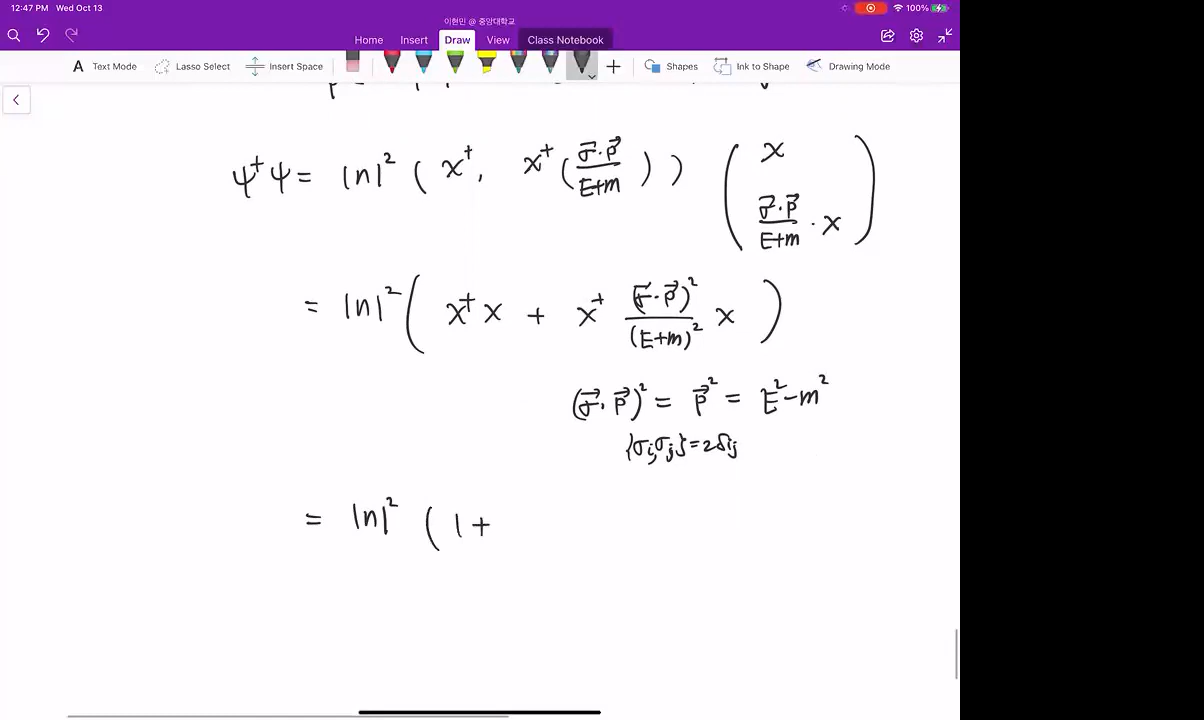 12:47 PM Wed Oct 13
100%
이현민 @ 중앙대학교
Home Insert Draw View Class Notebook
A Text Mode Lasso Select Insert Space Shapes Ink to Shape Drawing Mode
ψ†ψ = |n|² ( χ†, χ† ( σ⃗·p⃗ / E+m ) ) ( χ ; σ⃗·p⃗ / E+m · χ )
= |n|² ( χ†χ + χ† (σ⃗·p⃗)² / (E+m)² χ )
(σ⃗·p⃗)² = p⃗² = E²-m²
{σi,σj}=2δij
= |n|² ( 1 +